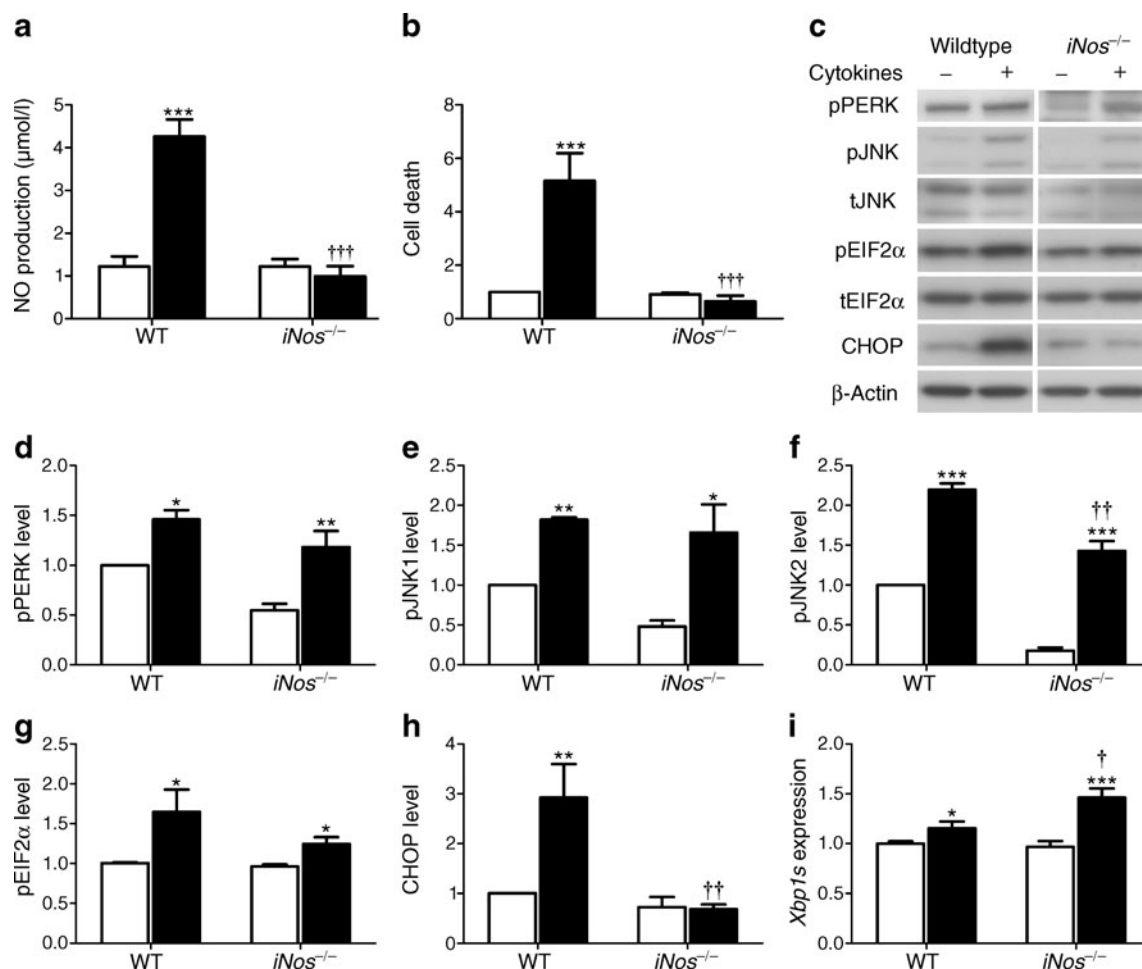 a
NO production (μmol/l)
5
4
3
2
1
0
***
†††
WT
iNos–/–
b
Cell death
8
6
4
2
0
***
†††
WT
iNos–/–
c
Wildtype
iNos–/–
Cytokines
–
+
–
+
pPERK
pJNK
tJNK
pEIF2α
tEIF2α
CHOP
β-Actin
d
pPERK level
2.0
1.5
1.0
0.5
0.0
*
**
WT
iNos–/–
e
pJNK1 level
2.5
2.0
1.5
1.0
0.5
0.0
**
*
WT
iNos–/–
f
pJNK2 level
2.5
2.0
1.5
1.0
0.5
0.0
***
††
***
WT
iNos–/–
g
pEIF2α level
2.5
2.0
1.5
1.0
0.5
0.0
*
*
WT
iNos–/–
h
CHOP level
4
3
2
1
0
**
††
WT
iNos–/–
i
Xbp1s expression
2.0
1.5
1.0
0.5
0.0
*
†
***
WT
iNos–/–